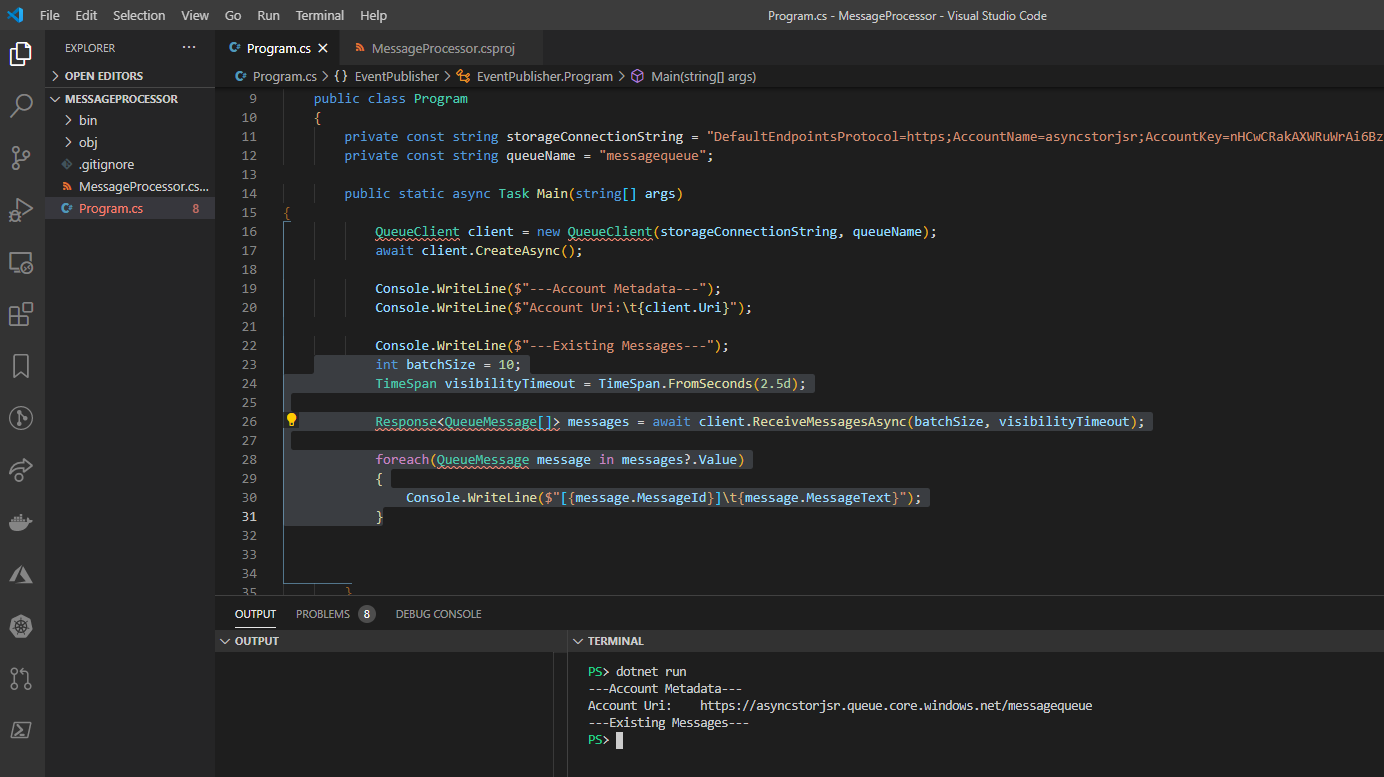 File Edit Selection View Go Run Terminal Help
Program.cs - MessageProcessor - Visual Studio Code
EXPLORER
OPEN EDITORS
MESSAGEPROCESSOR
bin
obj
.gitignore
MessageProcessor.cs...
C# Program.cs 8
C# Program.cs MessageProcessor.csproj
C# Program.cs > {} EventPublisher > EventPublisher.Program > Main(string[] args)
9 public class Program
10 {
11 private const string storageConnectionString = "DefaultEndpointsProtocol=https;AccountName=asyncstorjsr;AccountKey=nHCwCRakAXWRuWrAi6Bz
12 private const string queueName = "messagequeue";
13
14 public static async Task Main(string[] args)
15 {
16 QueueClient client = new QueueClient(storageConnectionString, queueName);
17 await client.CreateAsync();
18
19 Console.WriteLine($"---Account Metadata---");
20 Console.WriteLine($"Account Uri:\t{client.Uri}");
21
22 Console.WriteLine($"---Existing Messages---");
23 int batchSize = 10;
24 TimeSpan visibilityTimeout = TimeSpan.FromSeconds(2.5d);
25
26 Response<QueueMessage[]> messages = await client.ReceiveMessagesAsync(batchSize, visibilityTimeout);
27
28 foreach(QueueMessage message in messages?.Value)
29 {
30 Console.WriteLine($"[{message.MessageId}]\t{message.MessageText}");
31 }
32
33
34
35 }
OUTPUT PROBLEMS 8 DEBUG CONSOLE
OUTPUT
TERMINAL
PS> dotnet run
---Account Metadata---
Account Uri: https://asyncstorjsr.queue.core.windows.net/messagequeue
---Existing Messages---
PS>